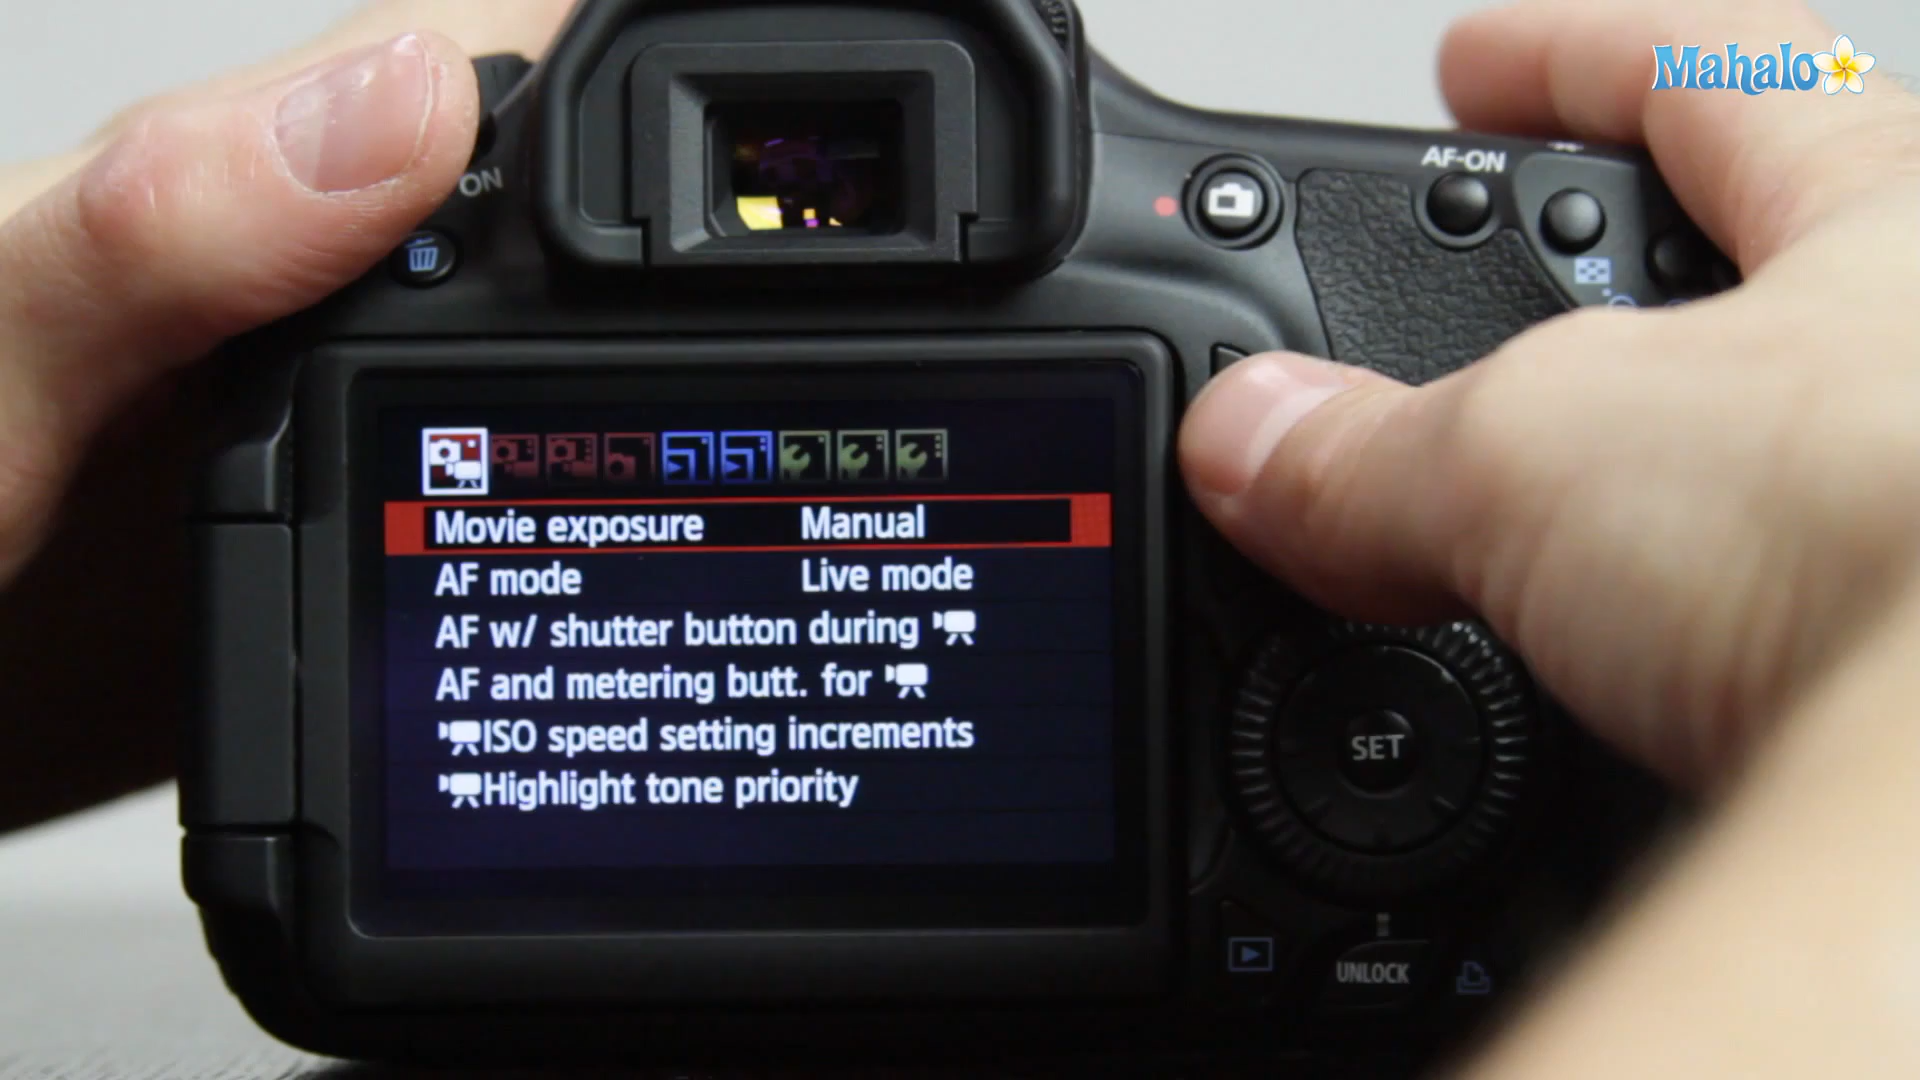 Mahalo
AF-ON
ON
Movie exposure Manual
AF mode Live mode
AF w/ shutter button during
AF and metering butt. for
ISO speed setting increments
Highlight tone priority
SET
UNLOCK